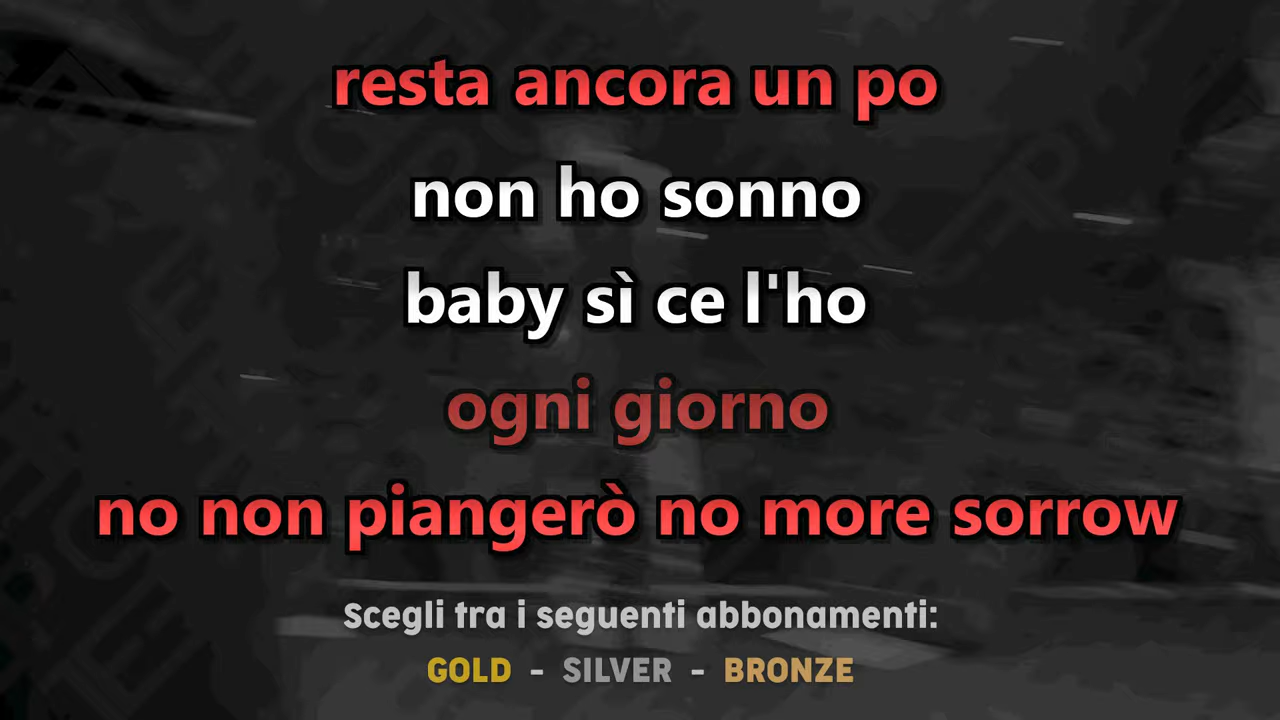 resta ancora un po
non ho sonno
baby sì ce l'ho
ogni giorno
no non piangerò no more sorrow
Scegli tra i seguenti abbonamenti:
GOLD - SILVER - BRONZE